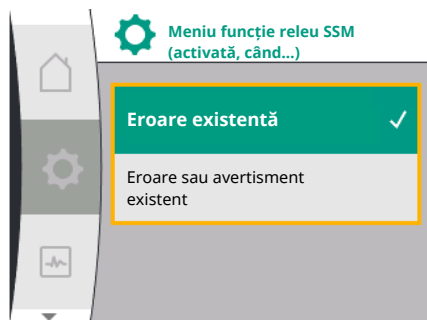 Meniu funcție releu SSM
(activată, când...)
Eroare existentă
Eroare sau avertisment
existent